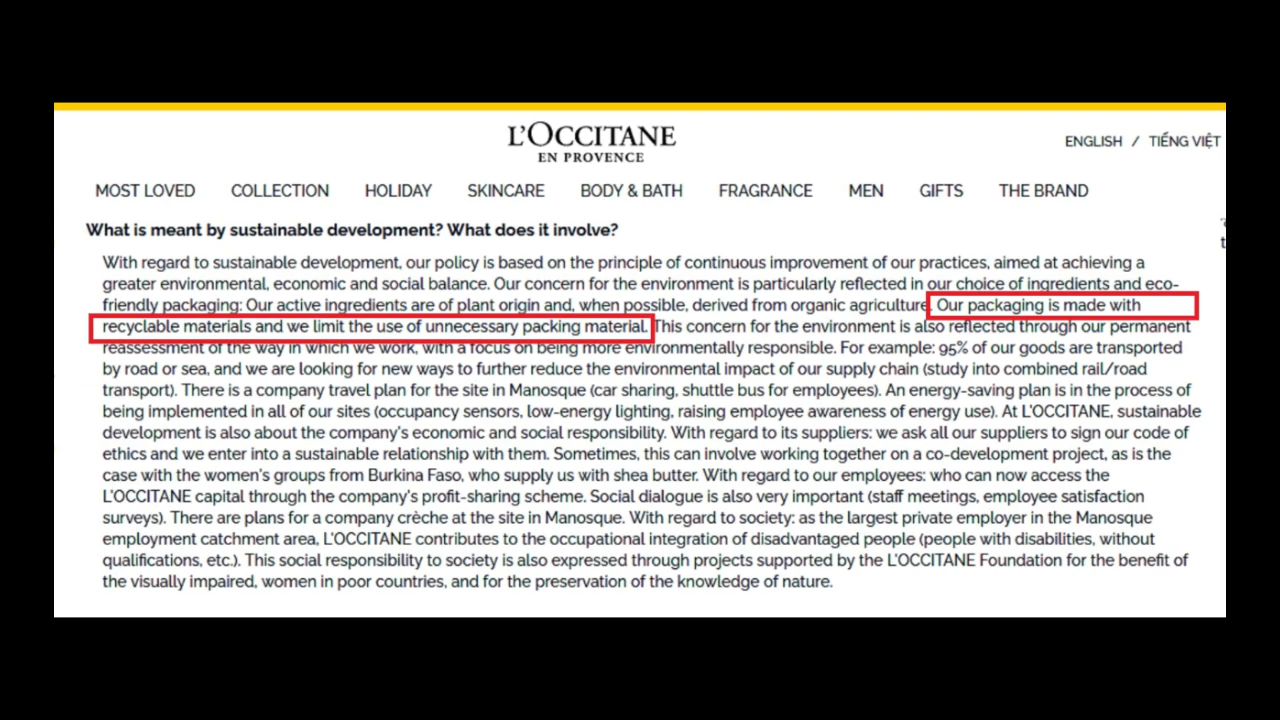 L'OCCITANE
EN PROVENCE
ENGLISH / TIẾNG VIỆT
MOST LOVED COLLECTION HOLIDAY SKINCARE BODY & BATH FRAGRANCE MEN GIFTS THE BRAND
What is meant by sustainable development? What does it involve?
With regard to sustainable development, our policy is based on the principle of continuous improvement of our practices, aimed at achieving a
greater environmental, economic and social balance. Our concern for the environment is particularly reflected in our choice of ingredients and eco-
friendly packaging: Our active ingredients are of plant origin and, when possible, derived from organic agriculture. Our packaging is made with
recyclable materials and we limit the use of unnecessary packing material. This concern for the environment is also reflected through our permanent
reassessment of the way in which we work, with a focus on being more environmentally responsible. For example: 95% of our goods are transported
by road or sea, and we are looking for new ways to further reduce the environmental impact of our supply chain (study into combined rail/road
transport). There is a company travel plan for the site in Manosque (car sharing, shuttle bus for employees). An energy-saving plan is in the process of
being implemented in all of our sites (occupancy sensors, low-energy lighting, raising employee awareness of energy use). At L'OCCITANE, sustainable
development is also about the company's economic and social responsibility. With regard to its suppliers: we ask all our suppliers to sign our code of
ethics and we enter into a sustainable relationship with them. Sometimes, this can involve working together on a co-development project, as is the
case with the women's groups from Burkina Faso, who supply us with shea butter. With regard to our employees: who can now access the
L'OCCITANE capital through the company's profit-sharing scheme. Social dialogue is also very important (staff meetings, employee satisfaction
surveys). There are plans for a company crèche at the site in Manosque. With regard to society: as the largest private employer in the Manosque
employment catchment area, L'OCCITANE contributes to the occupational integration of disadvantaged people (people with disabilities, without
qualifications, etc.). This social responsibility to society is also expressed through projects supported by the L'OCCITANE Foundation for the benefit of
the visually impaired, women in poor countries, and for the preservation of the knowledge of nature.